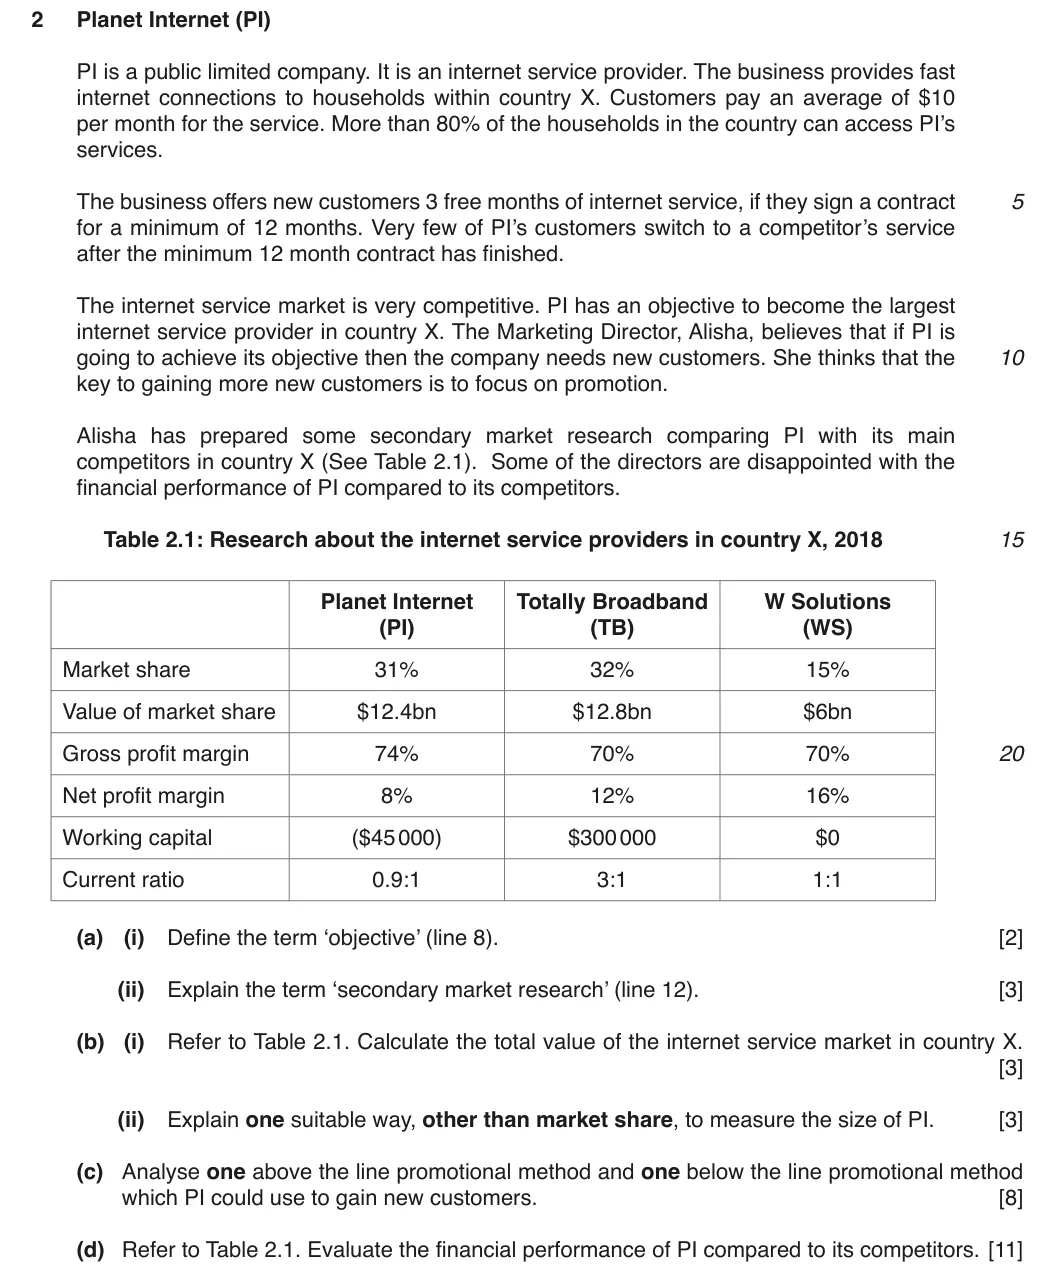 2 Planet Internet (PI)
PI is a public limited company. It is an internet service provider. The business provides fast
internet connections to households within country X. Customers pay an average of $10
per month for the service. More than 80% of the households in the country can access PI’s
services.
The business offers new customers 3 free months of internet service, if they sign a contract 5
for a minimum of 12 months. Very few of PI’s customers switch to a competitor’s service
after the minimum 12 month contract has finished.
The internet service market is very competitive. PI has an objective to become the largest
internet service provider in country X. The Marketing Director, Alisha, believes that if PI is
going to achieve its objective then the company needs new customers. She thinks that the 10
key to gaining more new customers is to focus on promotion.
Alisha has prepared some secondary market research comparing PI with its main
competitors in country X (See Table 2.1). Some of the directors are disappointed with the
financial performance of PI compared to its competitors.
Table 2.1: Research about the internet service providers in country X, 2018 15
Planet Internet (PI) Totally Broadband (TB) W Solutions (WS)
Market share 31% 32% 15%
Value of market share $12.4bn $12.8bn $6bn
Gross profit margin 74% 70% 70% 20
Net profit margin 8% 12% 16%
Working capital ($45 000) $300 000 $0
Current ratio 0.9:1 3:1 1:1
(a) (i) Define the term ‘objective’ (line 8). [2]
(ii) Explain the term ‘secondary market research’ (line 12). [3]
(b) (i) Refer to Table 2.1. Calculate the total value of the internet service market in country X.
[3]
(ii) Explain one suitable way, other than market share, to measure the size of PI. [3]
(c) Analyse one above the line promotional method and one below the line promotional method
which PI could use to gain new customers. [8]
(d) Refer to Table 2.1. Evaluate the financial performance of PI compared to its competitors. [11]